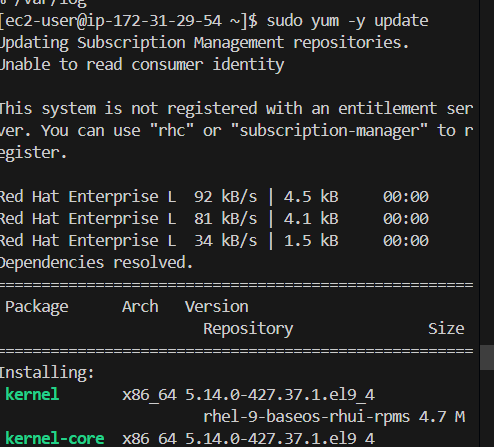 /var/log
[ec2-user@ip-172-31-29-54 ~]$ sudo yum -y update
Updating Subscription Management repositories.
Unable to read consumer identity
This system is not registered with an entitlement ser
ver. You can use "rhc" or "subscription-manager" to r
egister.
Red Hat Enterprise L  92 kB/s | 4.5 kB     00:00
Red Hat Enterprise L  81 kB/s | 4.1 kB     00:00
Red Hat Enterprise L  34 kB/s | 1.5 kB     00:00
Dependencies resolved.
=====================================================
Package      Arch   Version
Repository             Size
=====================================================
Installing:
kernel       x86_64 5.14.0-427.37.1.el9_4
rhel-9-baseos-rhui-rpms 4.7 M
kernel-core  x86_64 5.14.0-427.37.1.el9_4